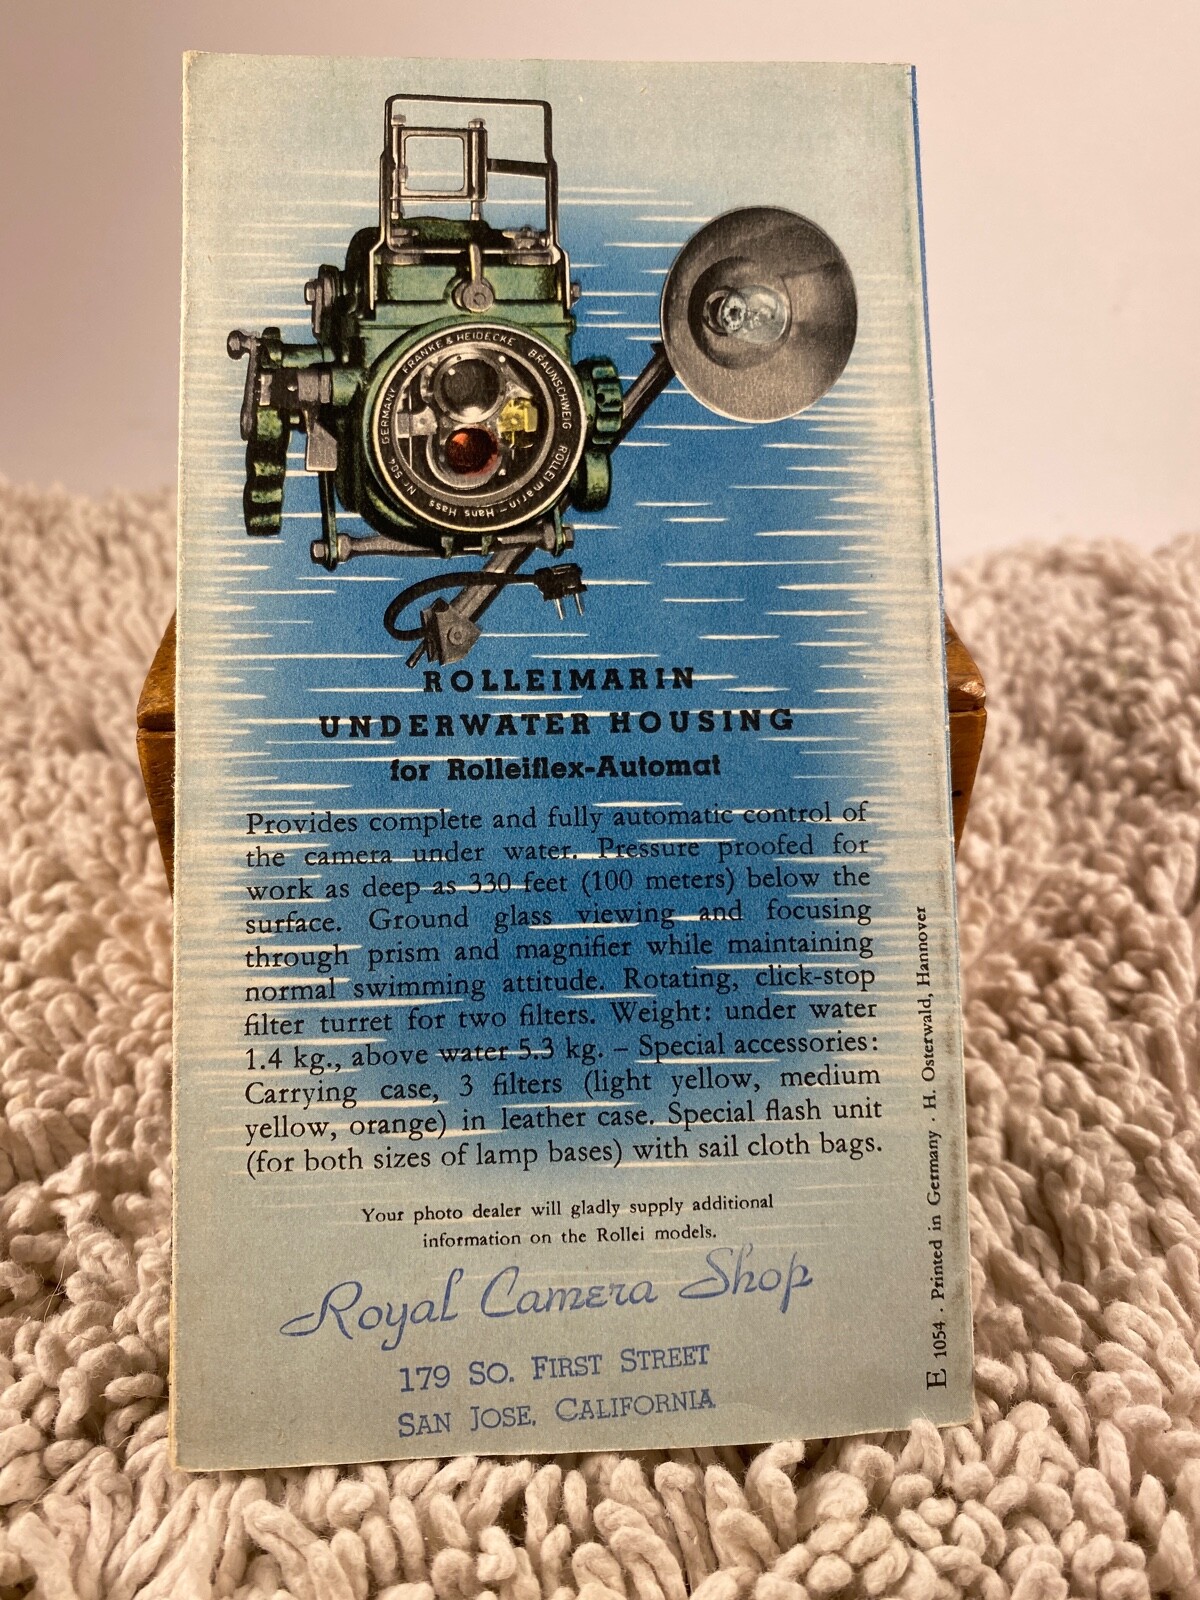 GERMANY FRANKE & HEIDECKE BRAUNSCHWEIG ROLLEImarin - Hans Hass Nr 504
ROLLEIMARIN
UNDERWATER HOUSING
for Rolleiflex-Automat
Provides complete and fully automatic control of
the camera under water. Pressure proofed for
work as deep as 330 feet (100 meters) below the
surface. Ground glass viewing and focusing
through prism and magnifier while maintaining
normal swimming attitude. Rotating, click-stop
filter turret for two filters. Weight: under water
1.4 kg., above water 5.3 kg. – Special accessories:
Carrying case, 3 filters (light yellow, medium
yellow, orange) in leather case. Special flash unit
(for both sizes of lamp bases) with sail cloth bags.
Your photo dealer will gladly supply additional
information on the Rollei models.
Royal Camera Shop
179 SO. FIRST STREET
SAN JOSE, CALIFORNIA
E 1054 . Printed in Germany . H. Osterwald, Hannover